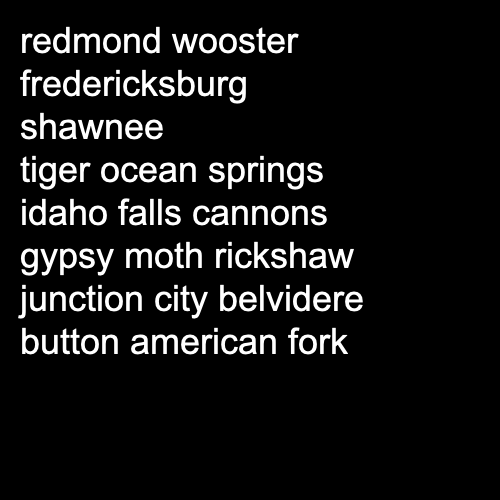 redmond wooster
fredericksburg
shawnee
tiger ocean springs
idaho falls cannons
gypsy moth rickshaw
junction city belvidere
button american fork